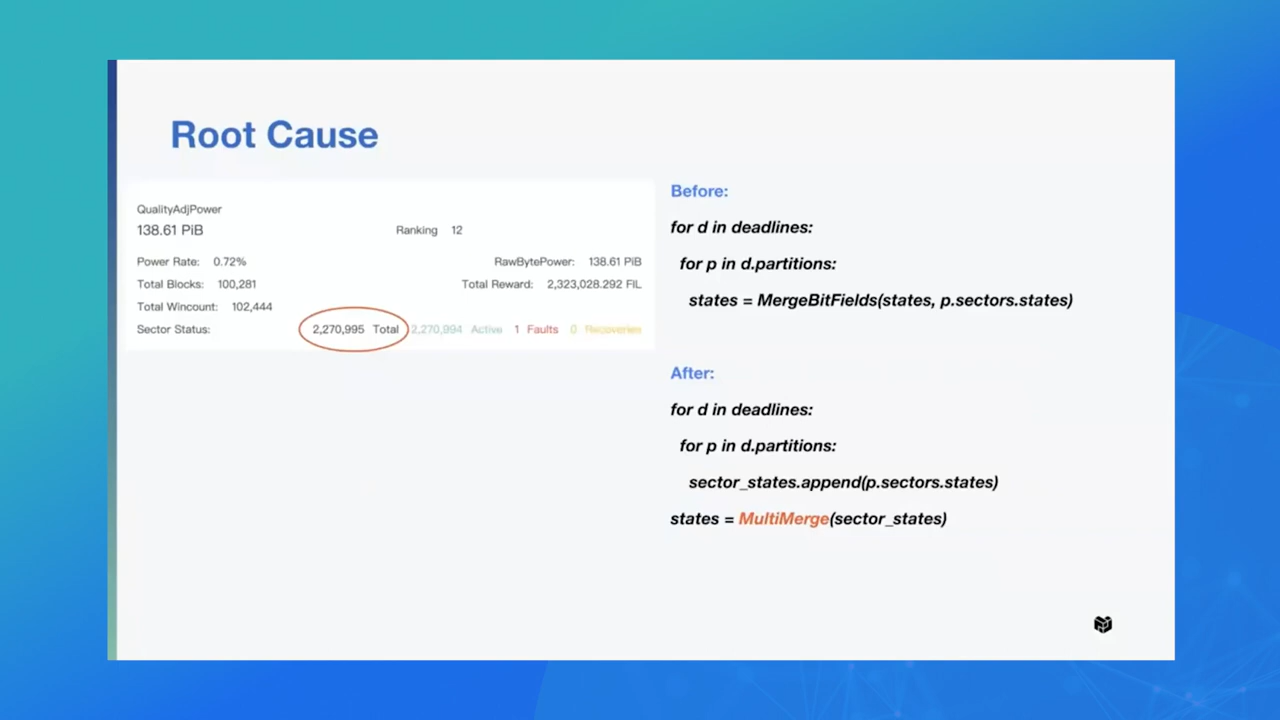 Root Cause
QualityAdjPower
138.61 PiB
Ranking 12
Power Rate: 0.72%
RawBytePower: 138.61 PiB
Total Blocks: 100,281
Total Reward: 2,323,028.292 FIL
Total Wincount: 102,444
Sector Status: 2,270,995 Total 2,270,994 Active 1 Faults 0 Recoveries
Before:
for d in deadlines:
for p in d.partitions:
states = MergeBitFields(states, p.sectors.states)
After:
for d in deadlines:
for p in d.partitions:
sector_states.append(p.sectors.states)
states = MultiMerge(sector_states)